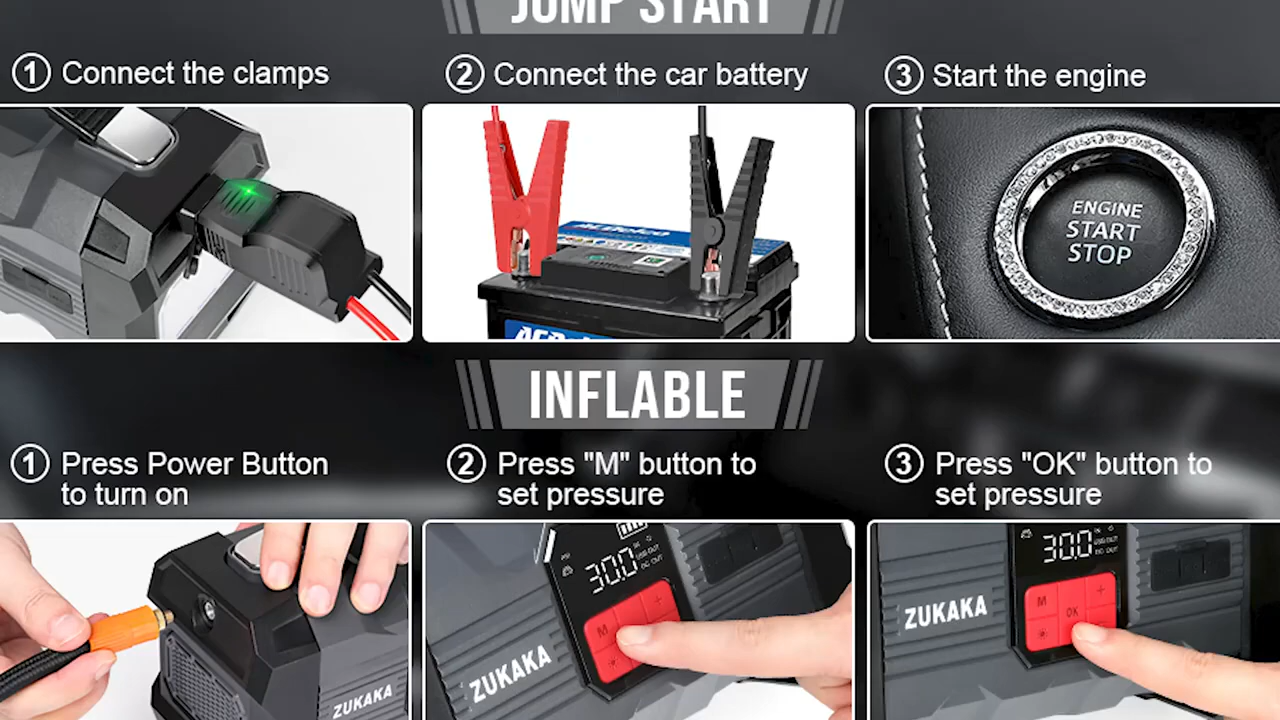 JUMP START
1 Connect the clamps
2 Connect the car battery
3 Start the engine
ACDelco
ENGINE
START
STOP
INFLABLE
1 Press Power Button
to turn on
2 Press "M" button to
set pressure
3 Press "OK" button to
set pressure
30.0
M
+
ZUKAKA
30.0
M
OK
+
ZUKAKA
ZUKAKA